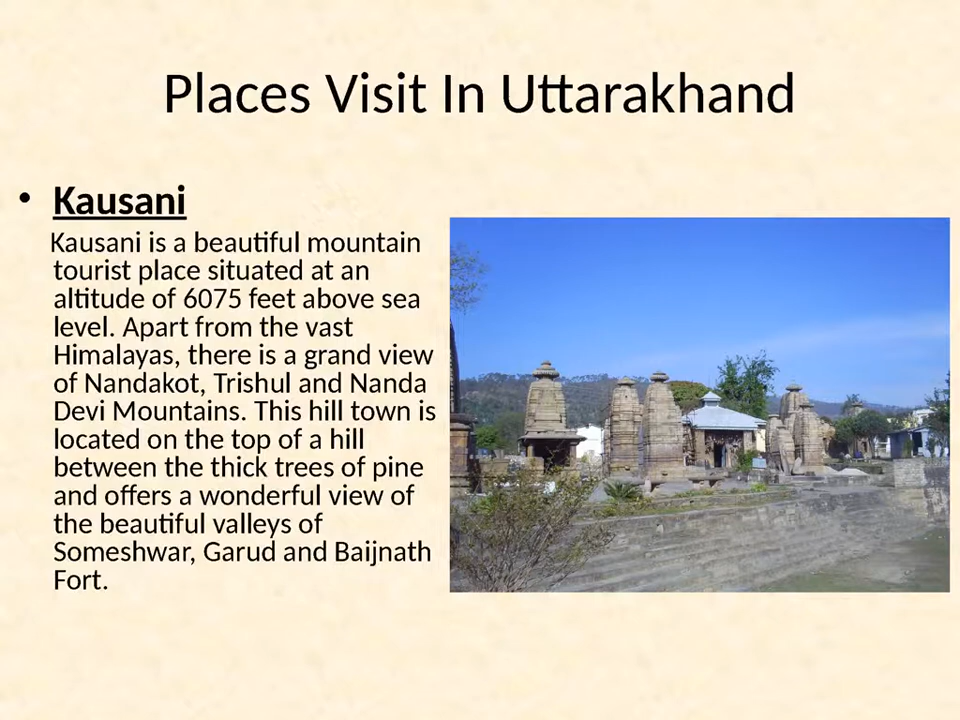 Places Visit In Uttarakhand
• Kausani
Kausani is a beautiful mountain
tourist place situated at an
altitude of 6075 feet above sea
level. Apart from the vast
Himalayas, there is a grand view
of Nandakot, Trishul and Nanda
Devi Mountains. This hill town is
located on the top of a hill
between the thick trees of pine
and offers a wonderful view of
the beautiful valleys of
Someshwar, Garud and Baijnath
Fort.